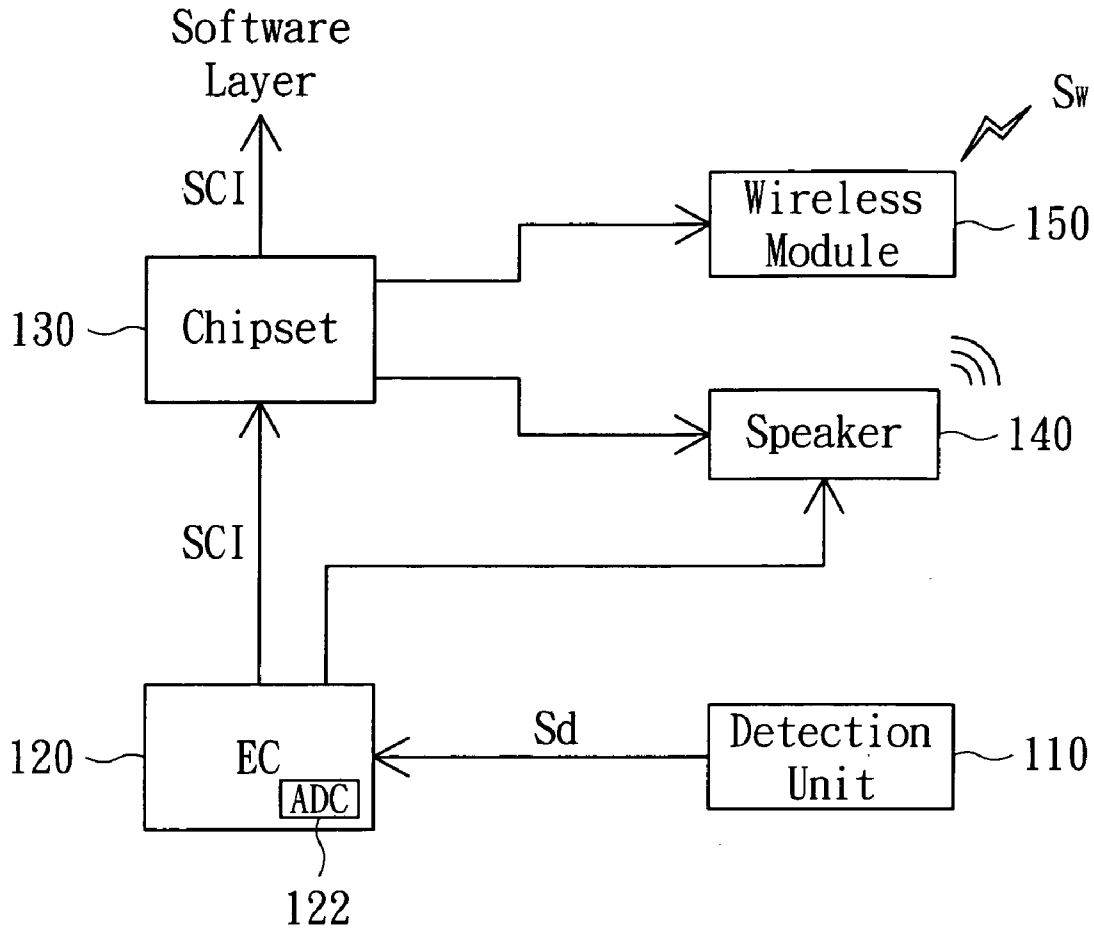 Software
Layer
Sw
SCI
Wireless
Module
150
130
Chipset
Speaker
140
SCI
120
EC
ADC
Sd
Detection
Unit
110
122